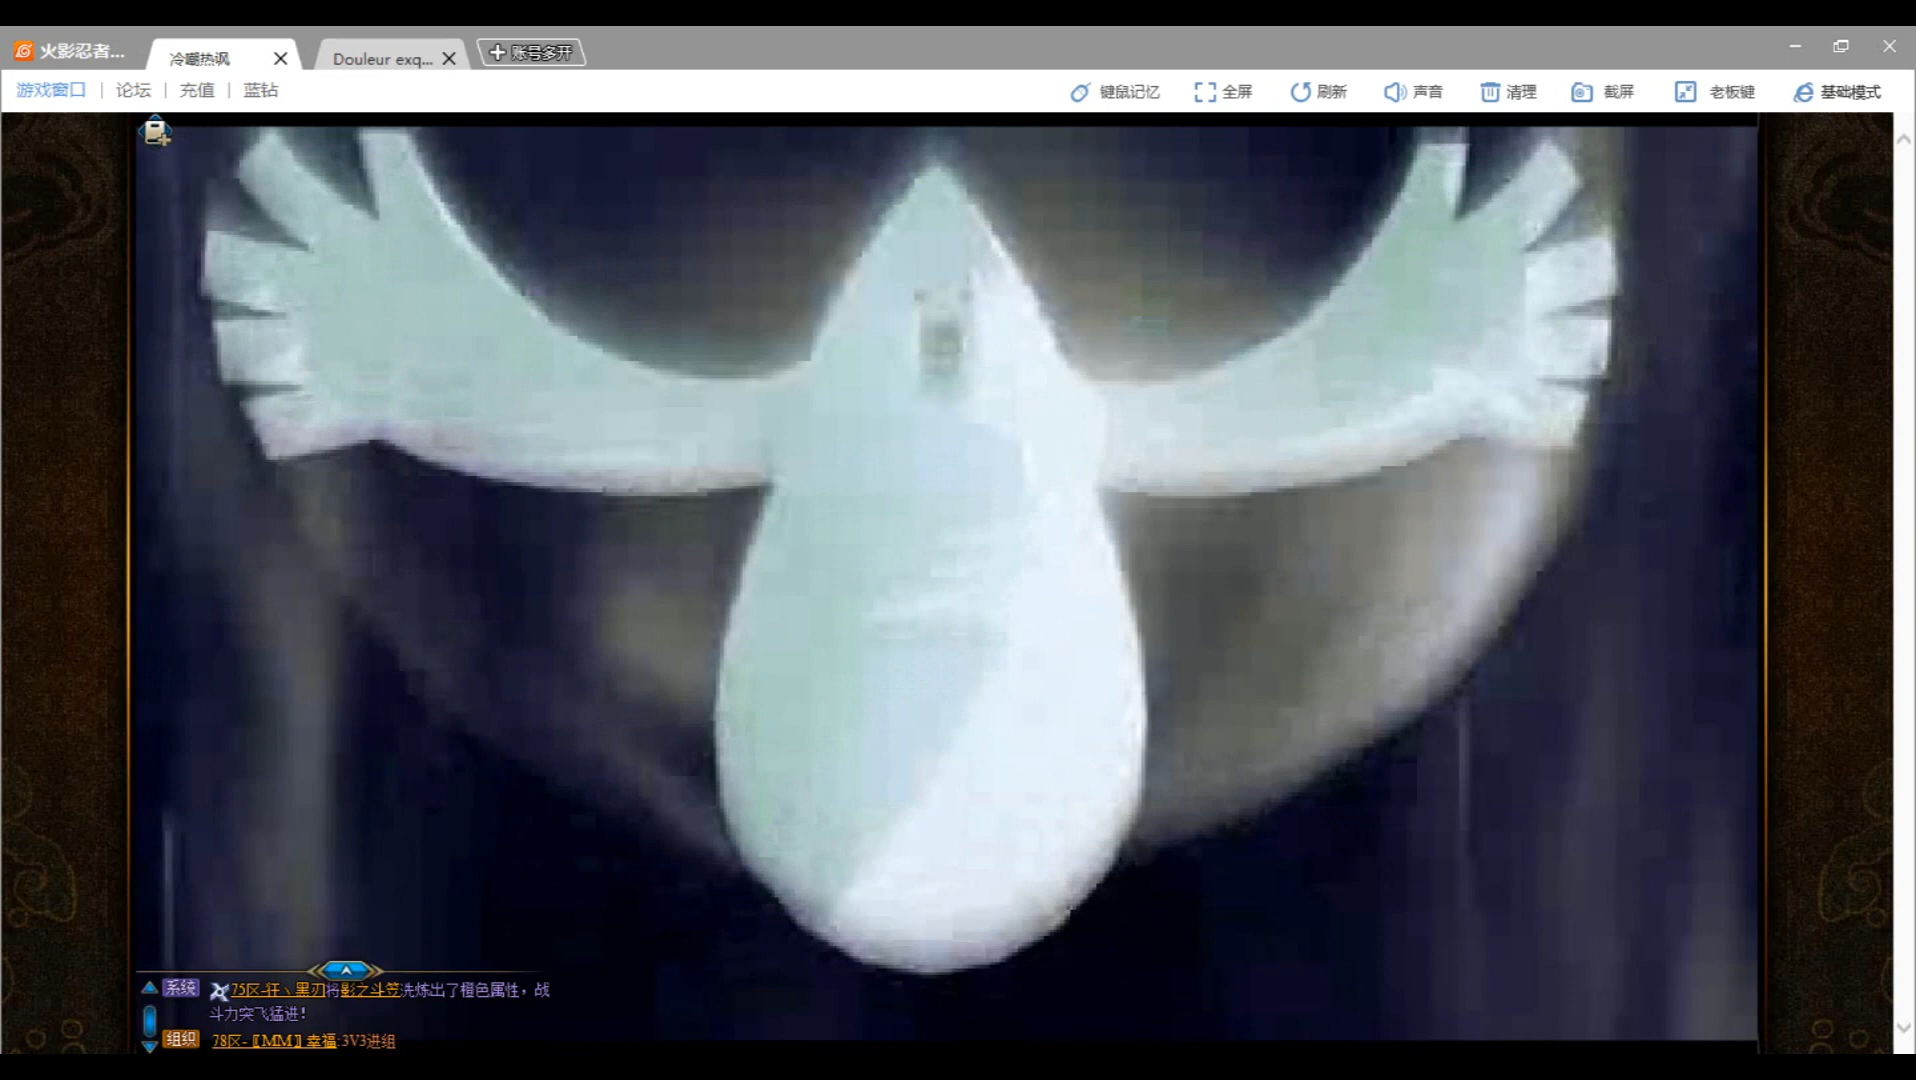 火影忍者...
冷嘲热讽
Douleur exq...
账号多开
游戏窗口 | 论坛 | 充值 | 蓝钻
键鼠记忆 全屏 刷新 声音 清理 截屏 老板键 基础模式
系统 75区-狂丶黑刃将影之斗笠洗炼出了橙色属性，战
斗力突飞猛进！
组织 78区-〖MM〗幸福:3V3进组